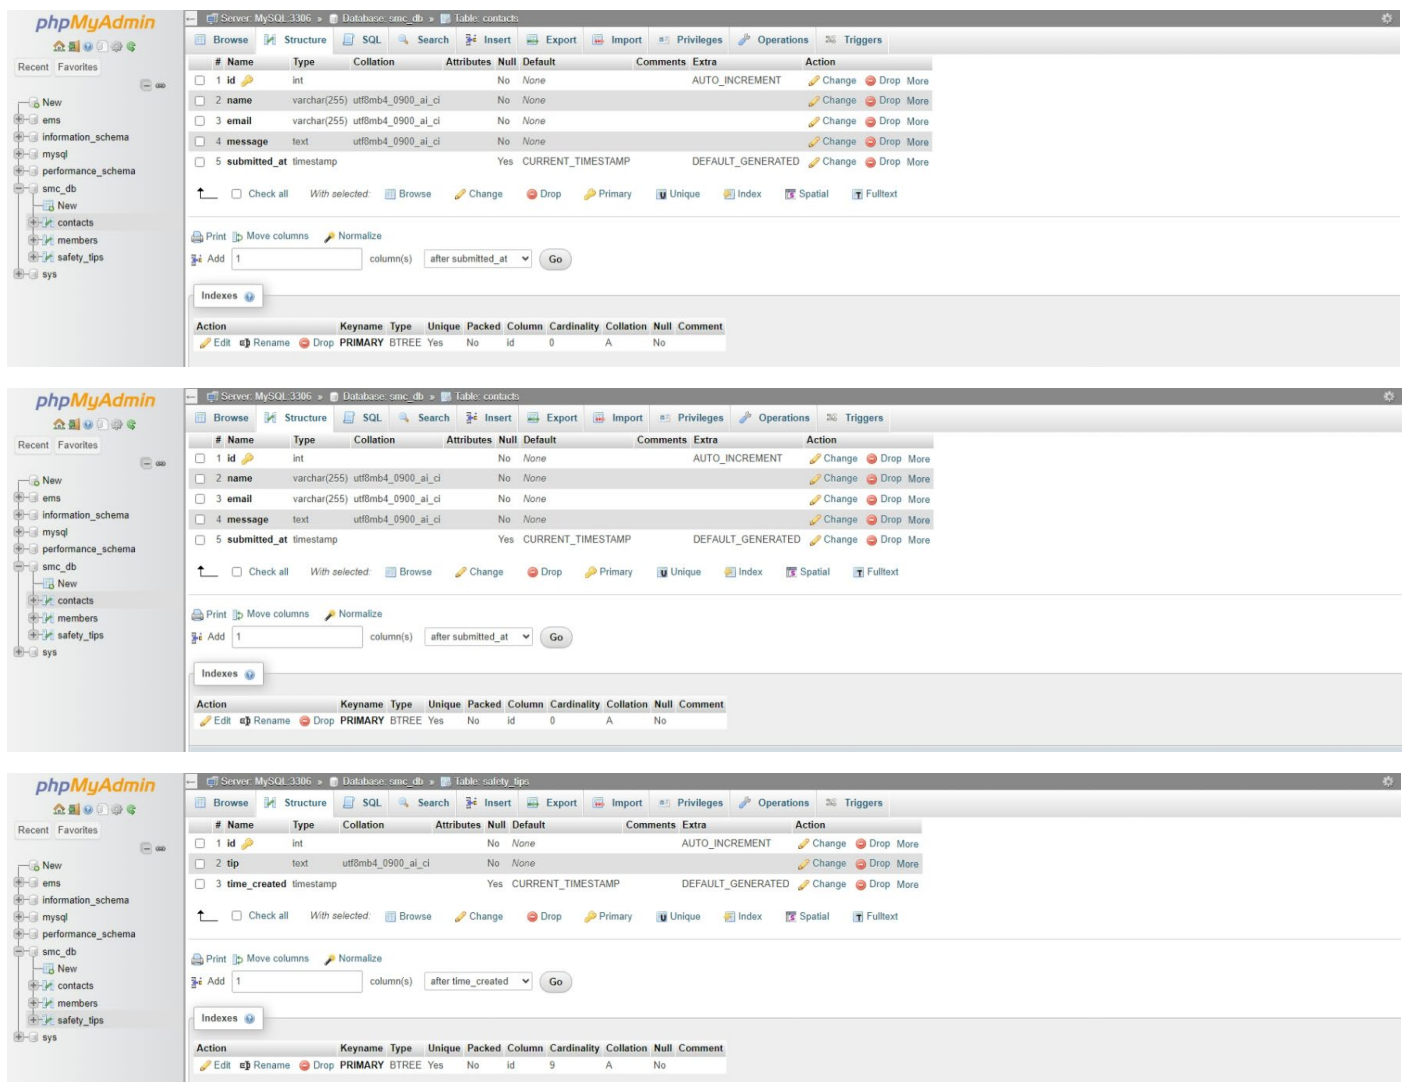 phpMyAdmin
Recent Favorites
New
ems
information_schema
mysql
performance_schema
smc_db
New
contacts
members
safety_tips
sys
Server: MySQL:3306 » Database: smc_db » Table: contacts
Browse Structure SQL Search Insert Export Import Privileges Operations Triggers
# Name Type Collation Attributes Null Default Comments Extra Action
1 id int No None AUTO_INCREMENT Change Drop More
2 name varchar(255) utf8mb4_0900_ai_ci No None Change Drop More
3 email varchar(255) utf8mb4_0900_ai_ci No None Change Drop More
4 message text utf8mb4_0900_ai_ci No None Change Drop More
5 submitted_at timestamp Yes CURRENT_TIMESTAMP DEFAULT_GENERATED Change Drop More
Check all With selected: Browse Change Drop Primary Unique Index Spatial Fulltext
Print Move columns Normalize
Add 1 column(s) after submitted_at Go
Indexes
Action Keyname Type Unique Packed Column Cardinality Collation Null Comment
Edit Rename Drop PRIMARY BTREE Yes No id 0 A No
phpMyAdmin
Recent Favorites
New
ems
information_schema
mysql
performance_schema
smc_db
New
contacts
members
safety_tips
sys
Server: MySQL:3306 » Database: smc_db » Table: contacts
Browse Structure SQL Search Insert Export Import Privileges Operations Triggers
# Name Type Collation Attributes Null Default Comments Extra Action
1 id int No None AUTO_INCREMENT Change Drop More
2 name varchar(255) utf8mb4_0900_ai_ci No None Change Drop More
3 email varchar(255) utf8mb4_0900_ai_ci No None Change Drop More
4 message text utf8mb4_0900_ai_ci No None Change Drop More
5 submitted_at timestamp Yes CURRENT_TIMESTAMP DEFAULT_GENERATED Change Drop More
Check all With selected: Browse Change Drop Primary Unique Index Spatial Fulltext
Print Move columns Normalize
Add 1 column(s) after submitted_at Go
Indexes
Action Keyname Type Unique Packed Column Cardinality Collation Null Comment
Edit Rename Drop PRIMARY BTREE Yes No id 0 A No
phpMyAdmin
Recent Favorites
New
ems
information_schema
mysql
performance_schema
smc_db
New
contacts
members
safety_tips
sys
Server: MySQL:3306 » Database: smc_db » Table: safety_tips
Browse Structure SQL Search Insert Export Import Privileges Operations Triggers
# Name Type Collation Attributes Null Default Comments Extra Action
1 id int No None AUTO_INCREMENT Change Drop More
2 tip text utf8mb4_0900_ai_ci No None Change Drop More
3 time_created timestamp Yes CURRENT_TIMESTAMP DEFAULT_GENERATED Change Drop More
Check all With selected: Browse Change Drop Primary Unique Index Spatial Fulltext
Print Move columns Normalize
Add 1 column(s) after time_created Go
Indexes
Action Keyname Type Unique Packed Column Cardinality Collation Null Comment
Edit Rename Drop PRIMARY BTREE Yes No id 9 A No